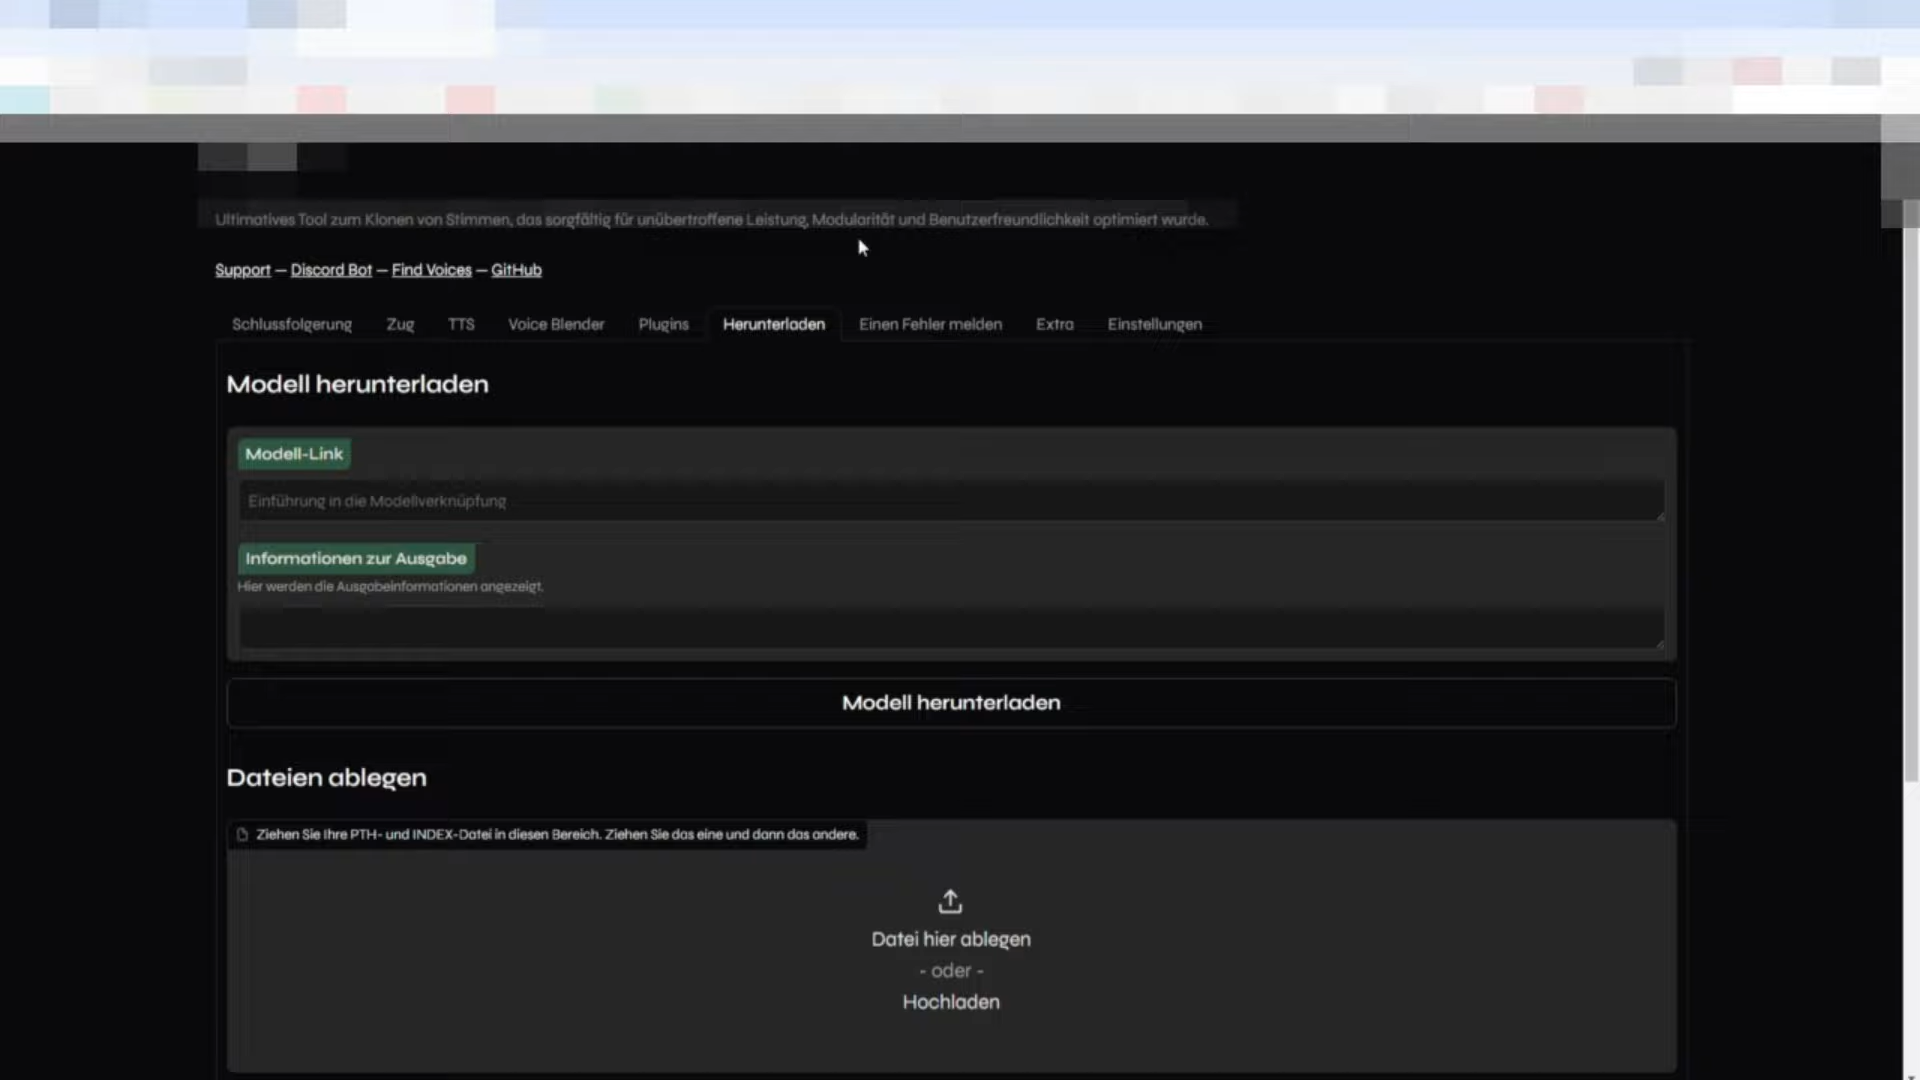 Ultimatives Tool zum Klonen von Stimmen, das sorgfältig für unübertroffene Leistung, Modularität und Benutzerfreundlichkeit optimiert wurde.
Support — Discord Bot — Find Voices — GitHub
Schlussfolgerung Zug TTS Voice Blender Plugins Herunterladen Einen Fehler melden Extra Einstellungen
Modell herunterladen
Modell-Link
Einführung in die Modellverknüpfung
Informationen zur Ausgabe
Hier werden die Ausgabeinformationen angezeigt.
Modell herunterladen
Dateien ablegen
Ziehen Sie Ihre PTH- und INDEX-Datei in diesen Bereich. Ziehen Sie das eine und dann das andere.
Datei hier ablegen
- oder -
Hochladen